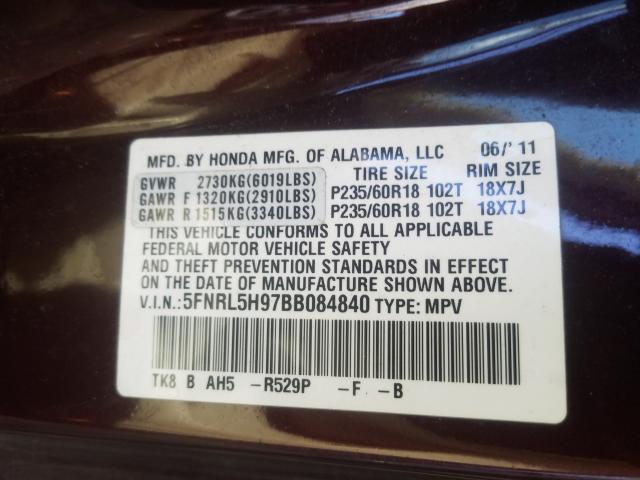 MFD. BY HONDA MFG. OF ALABAMA, LLC 06/'11
TIRE SIZE RIM SIZE
GVWR 2730KG(6019LBS)
GAWR F 1320KG(2910LBS) P235/60R18 102T 18X7J
GAWR R 1515KG(3340LBS) P235/60R18 102T 18X7J
THIS VEHICLE CONFORMS TO ALL APPLICABLE
FEDERAL MOTOR VEHICLE SAFETY
AND THEFT PREVENTION STANDARDS IN EFFECT
ON THE DATE OF MANUFACTURE SHOWN ABOVE.
V.I.N.:5FNRL5H97BB084840 TYPE: MPV
TK8 B AH5 -R529P -F -B